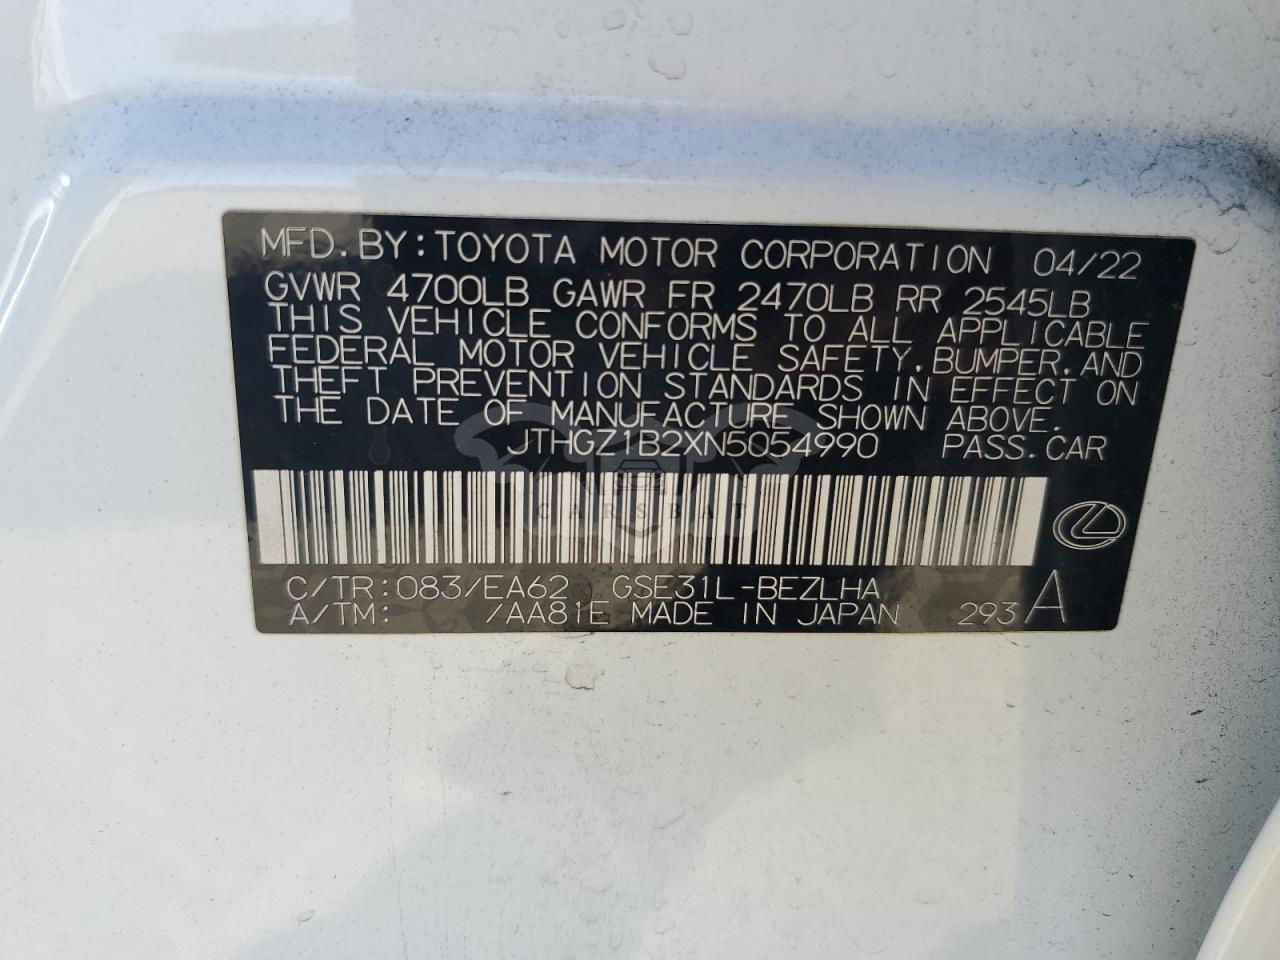 MFD.BY:TOYOTA MOTOR CORPORATION 04/22
GVWR 4700LB GAWR FR 2470LB RR 2545LB
THIS VEHICLE CONFORMS TO ALL APPLICABLE
FEDERAL MOTOR VEHICLE SAFETY,BUMPER,AND
THEFT PREVENTION STANDARDS IN EFFECT ON
THE DATE OF MANUFACTURE SHOWN ABOVE.
JTHGZ1B2XN5054990 PASS.CAR
CARSBAT
C/TR:083/EA62 GSE31L-BEZLHA
A/TM: /AA81E MADE IN JAPAN 293 A